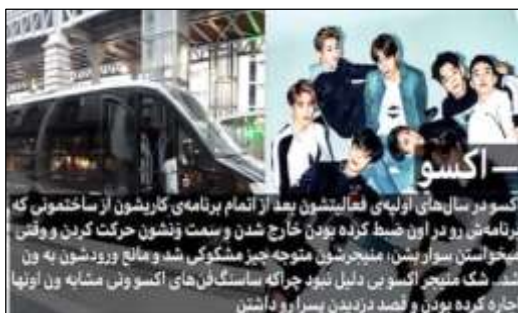 اکسو
اکسو در سال‌های اولیه‌ی فعالیتشون بعد از اتمام برنامه‌ی کاریشون از ساختمونی که
برنامه‌ش رو در اون ضبط کرده بودن خارج شدن و سمت ونشون حرکت کردن و وقتی
میخواستن سوار بشن، منیجرشون متوجه چیز مشکوکی شد و مانع ورودشون به ون
شد. شک منیجر اکسو بی دلیل نبود چراکه ساسنگ‌فن‌های اکسو ونی مشابه ون اونها
اجاره کرده بودن و قصد دزدیدن پسرا رو داشتن